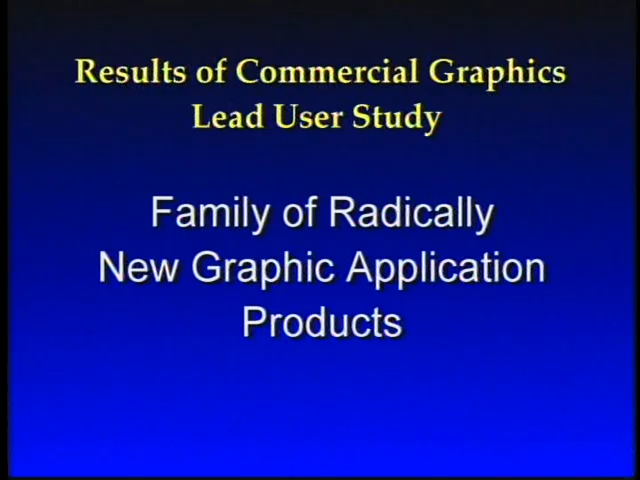 Results of Commercial Graphics
Lead User Study
Family of Radically
New Graphic Application
Products